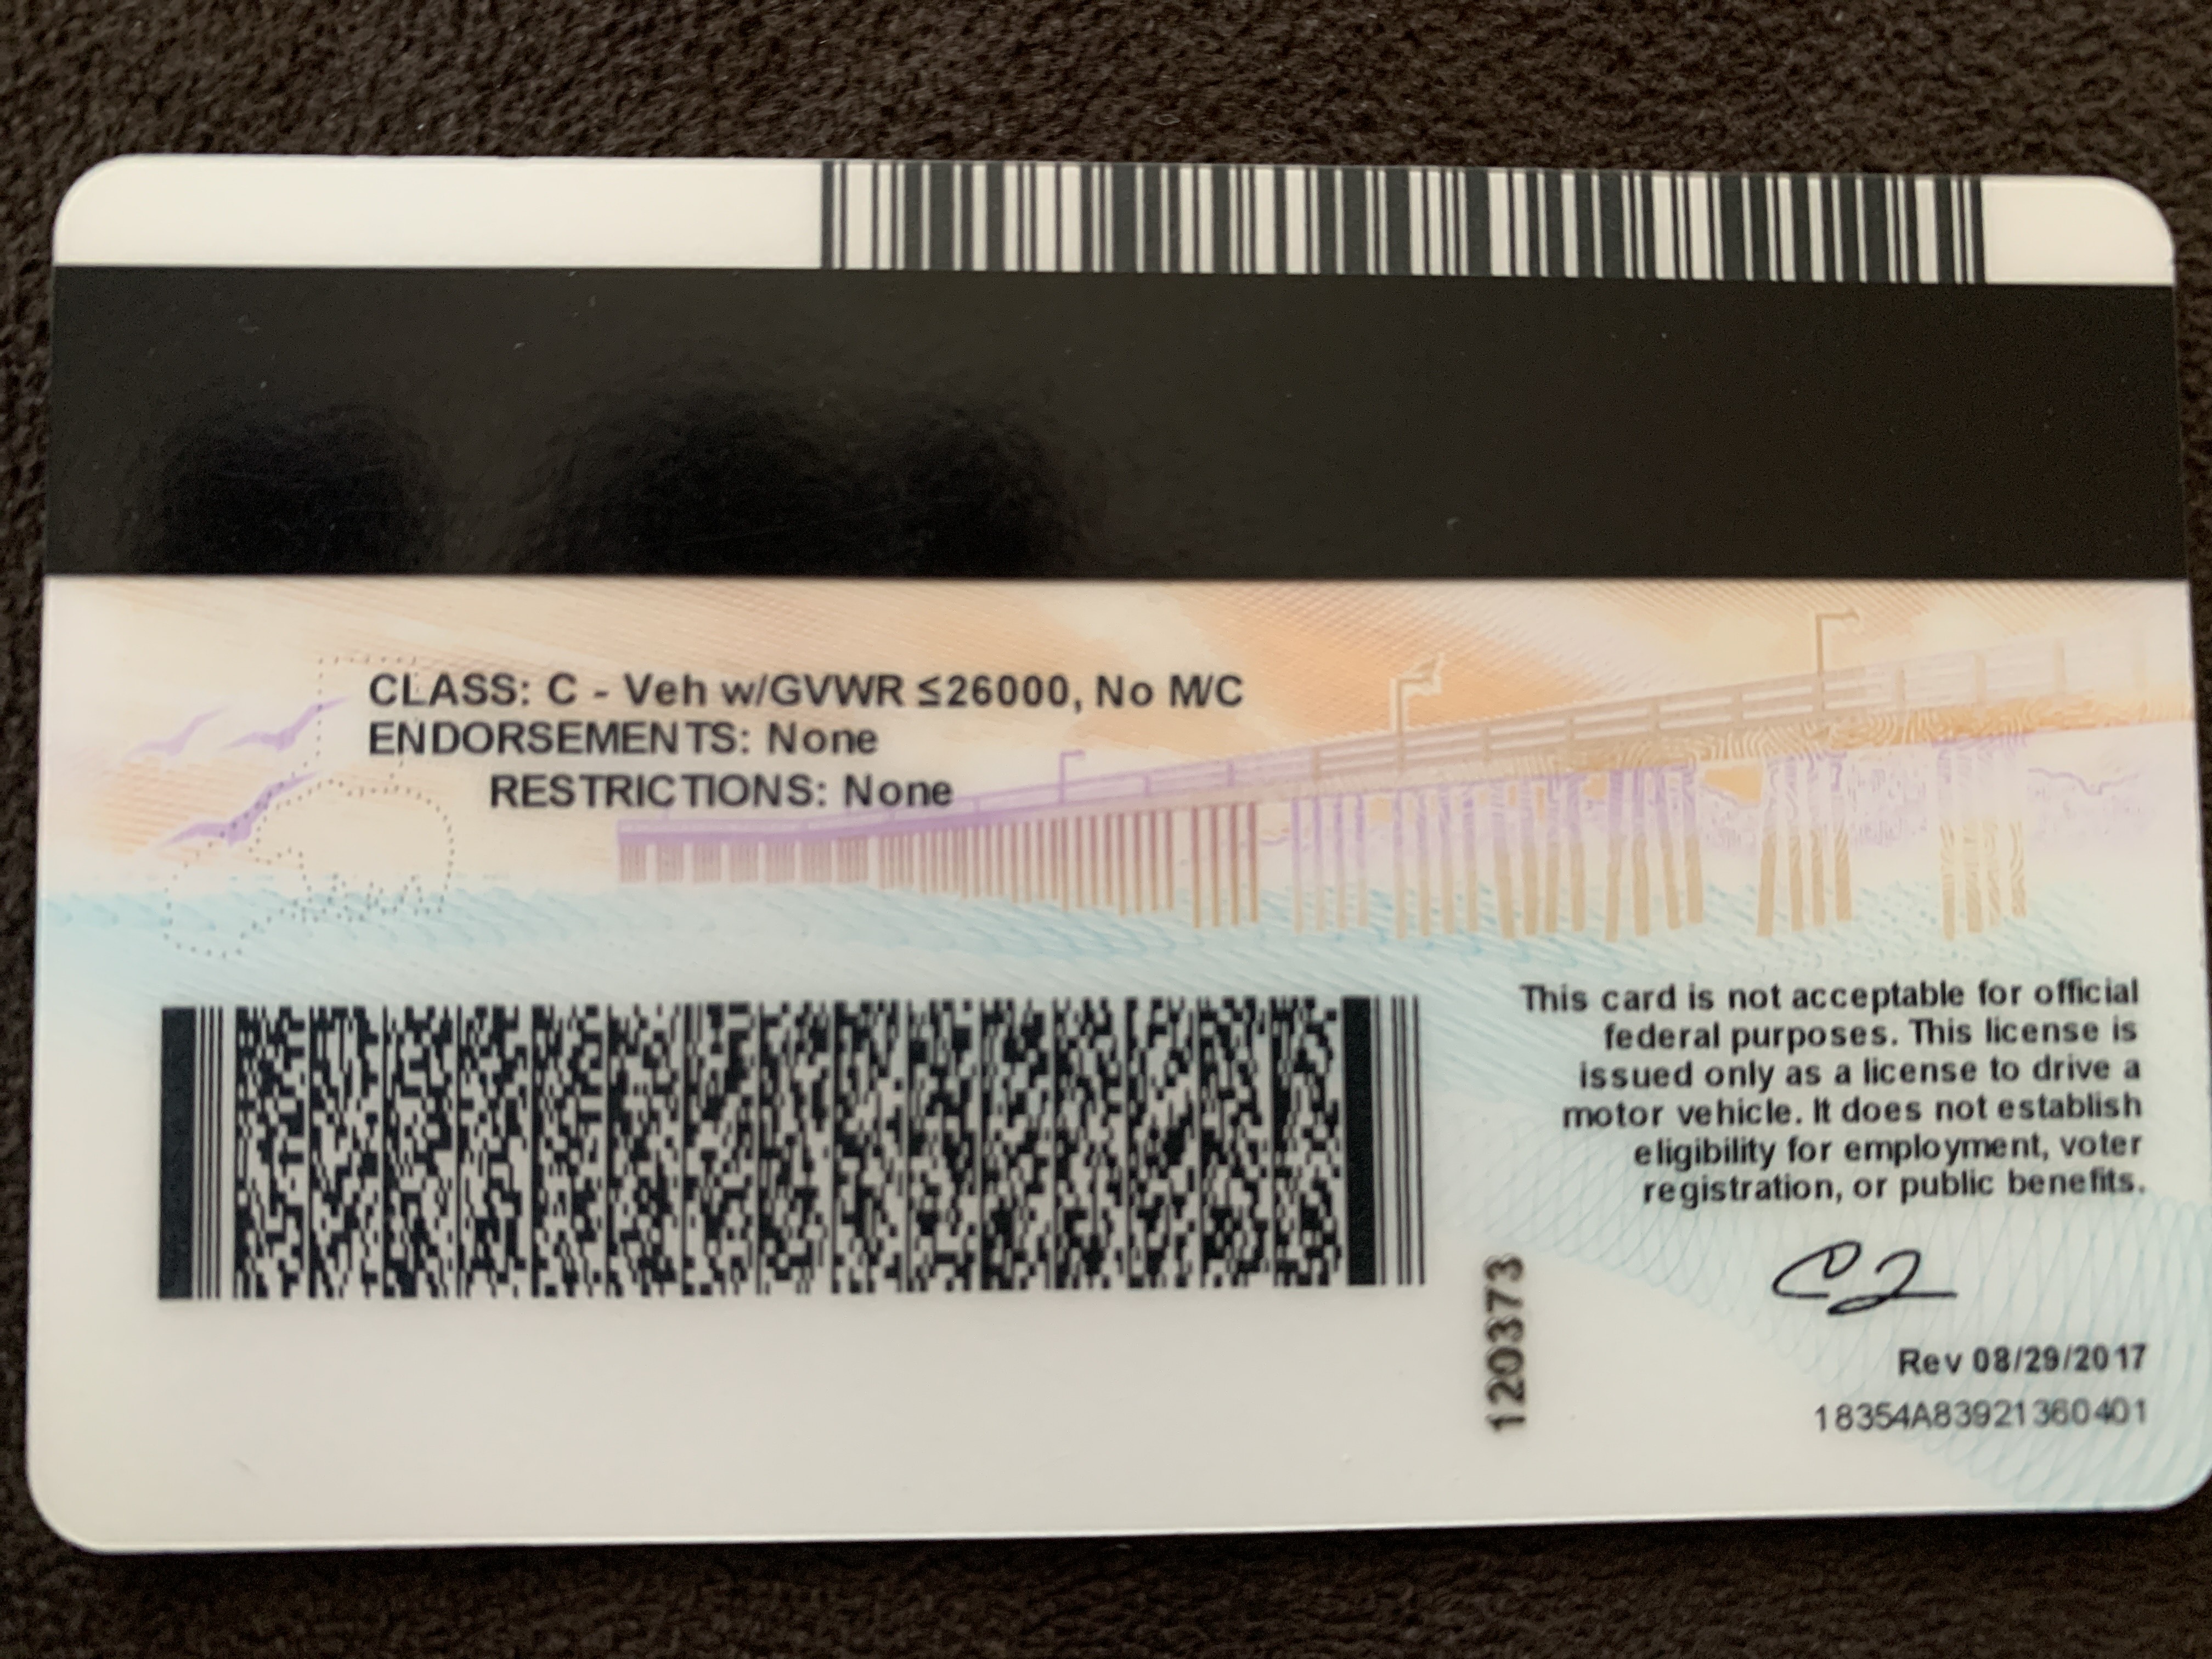 CLASS: C - Veh w/GVWR ≤26000, No M/C
ENDORSEMENTS: None
RESTRICTIONS: None
This card is not acceptable for official
federal purposes. This license is
issued only as a license to drive a
motor vehicle. It does not establish
eligibility for employment, voter
registration, or public benefits.
120373
Rev 08/29/2017
18354A83921360401